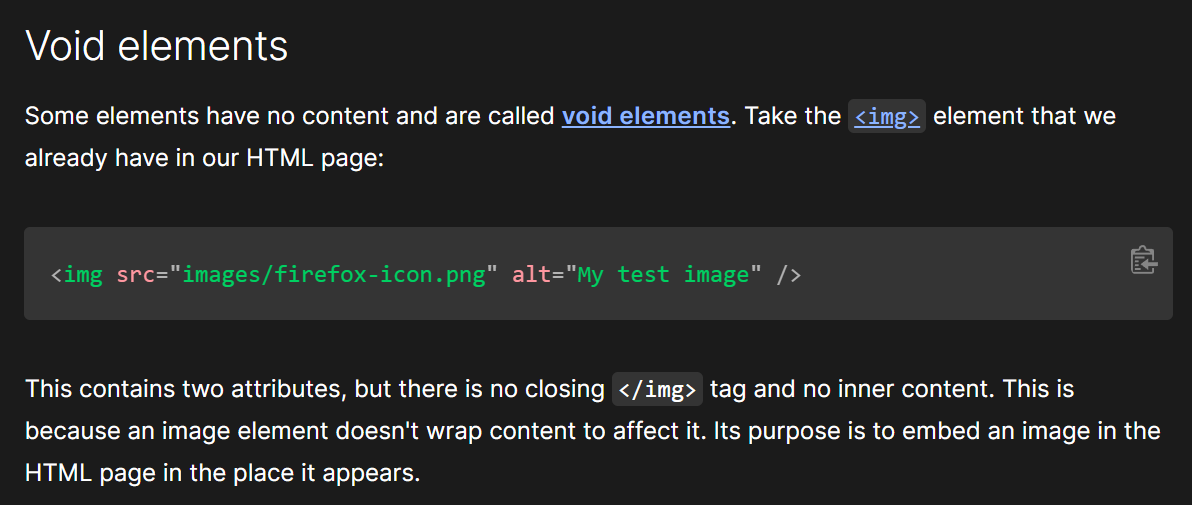 Void elements
Some elements have no content and are called void elements. Take the <img> element that we
already have in our HTML page:
<img src="images/firefox-icon.png" alt="My test image" />
This contains two attributes, but there is no closing </img> tag and no inner content. This is
because an image element doesn't wrap content to affect it. Its purpose is to embed an image in the
HTML page in the place it appears.